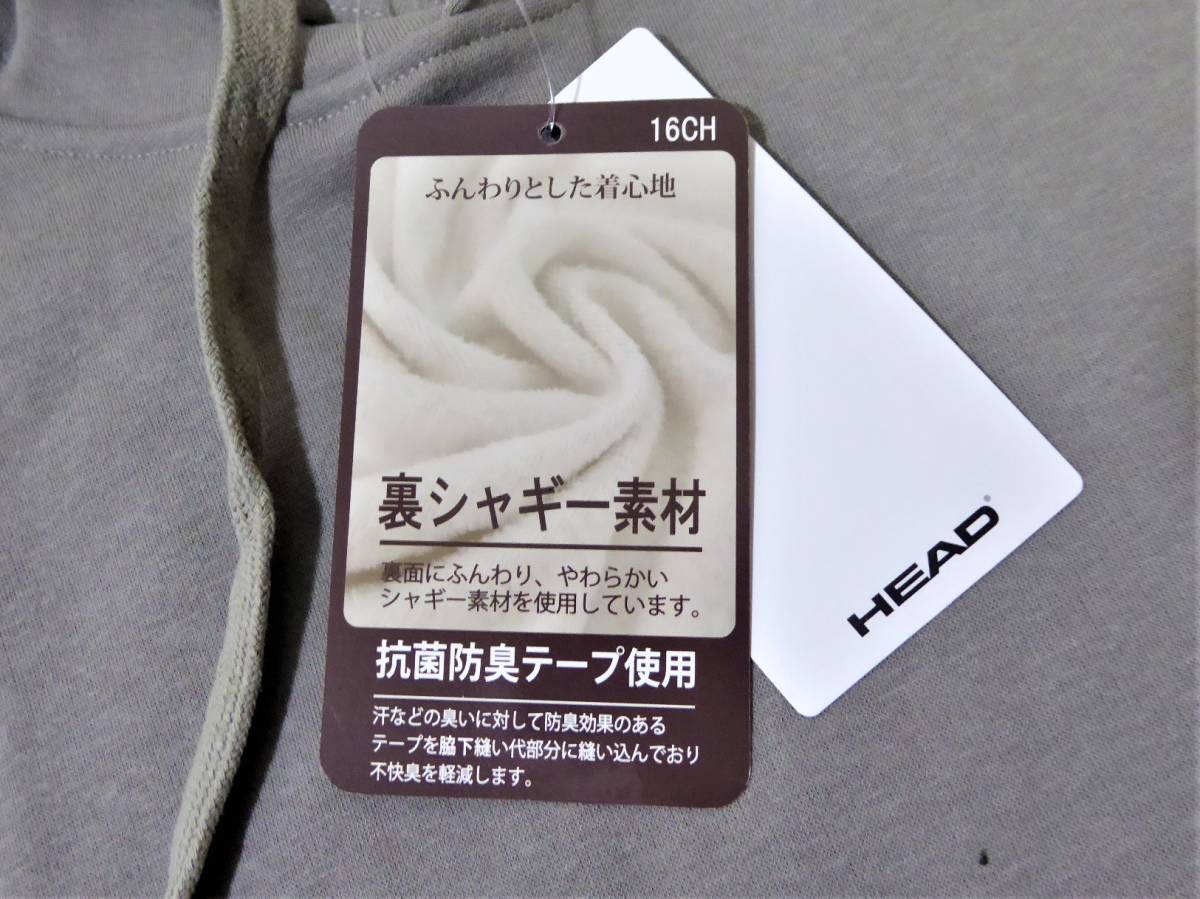 16CH
ふんわりとした着心地
裏シャギー素材
裏面にふんわり、やわらかい
シャギー素材を使用しています。
抗菌防臭テープ使用
汗などの臭いに対して防臭効果のある
テープを脇下縫い代部分に縫い込んでおり
不快臭を軽減します。
HEAD